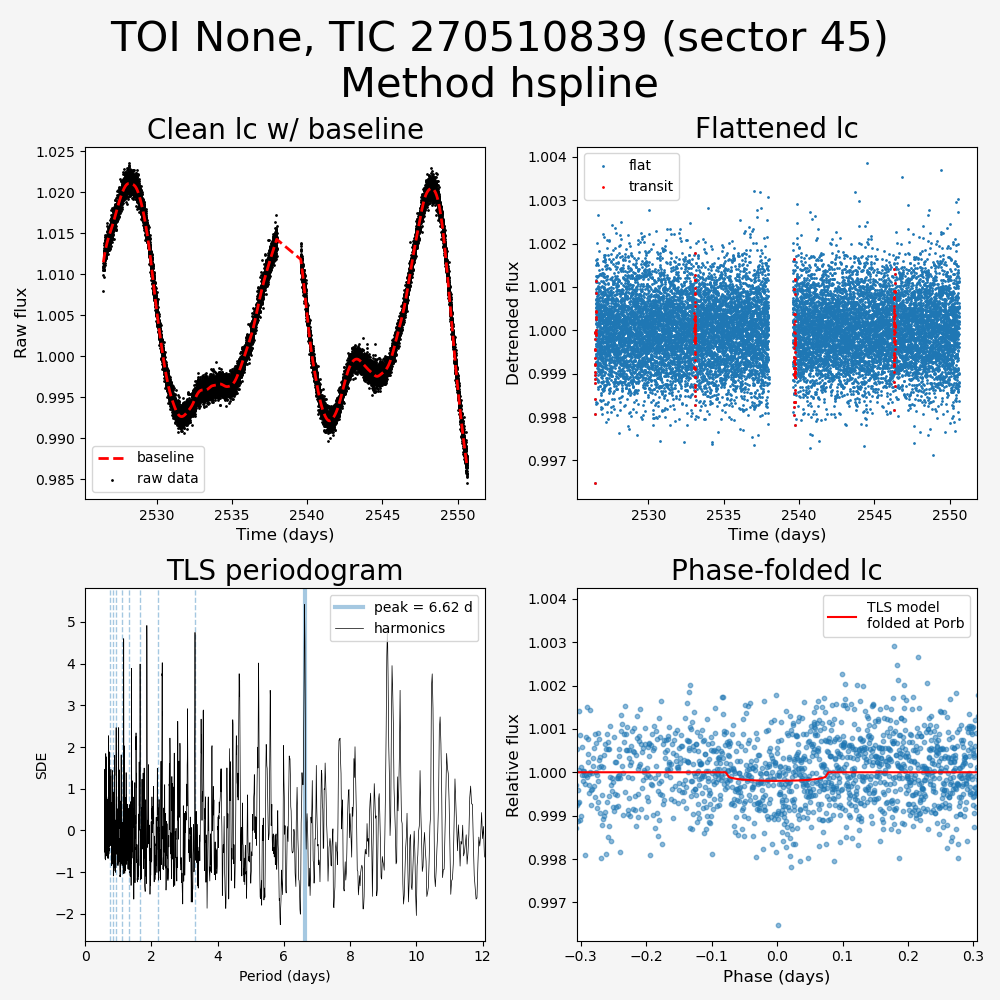 TOI None, TIC 270510839 (sector 45)
Method hspline
Clean lc w/ baseline
1.025
1.020
1.015
1.010
1.005
1.000
0.995
0.990
0.985
Raw flux
baseline
raw data
2530
2535
2540
2545
2550
Time (days)
Flattened lc
1.004
1.003
1.002
1.001
1.000
0.999
0.998
0.997
Detrended flux
flat
transit
2530
2535
2540
2545
2550
Time (days)
TLS periodogram
5
4
3
2
1
0
−1
−2
SDE
peak = 6.62 d
harmonics
0
2
4
6
8
10
12
Period (days)
Phase-folded lc
1.004
1.003
1.002
1.001
1.000
0.999
0.998
0.997
Relative flux
TLS model
folded at Porb
−0.3
−0.2
−0.1
0.0
0.1
0.2
0.3
Phase (days)